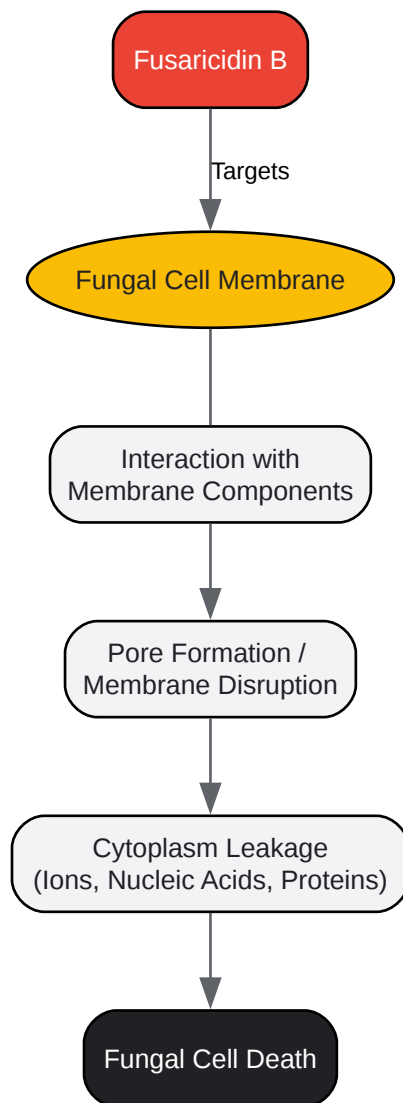 Fusaricidin B
Targets
Fungal Cell Membrane
Interaction with
Membrane Components
Pore Formation /
Membrane Disruption
Cytoplasm Leakage
(Ions, Nucleic Acids, Proteins)
Fungal Cell Death